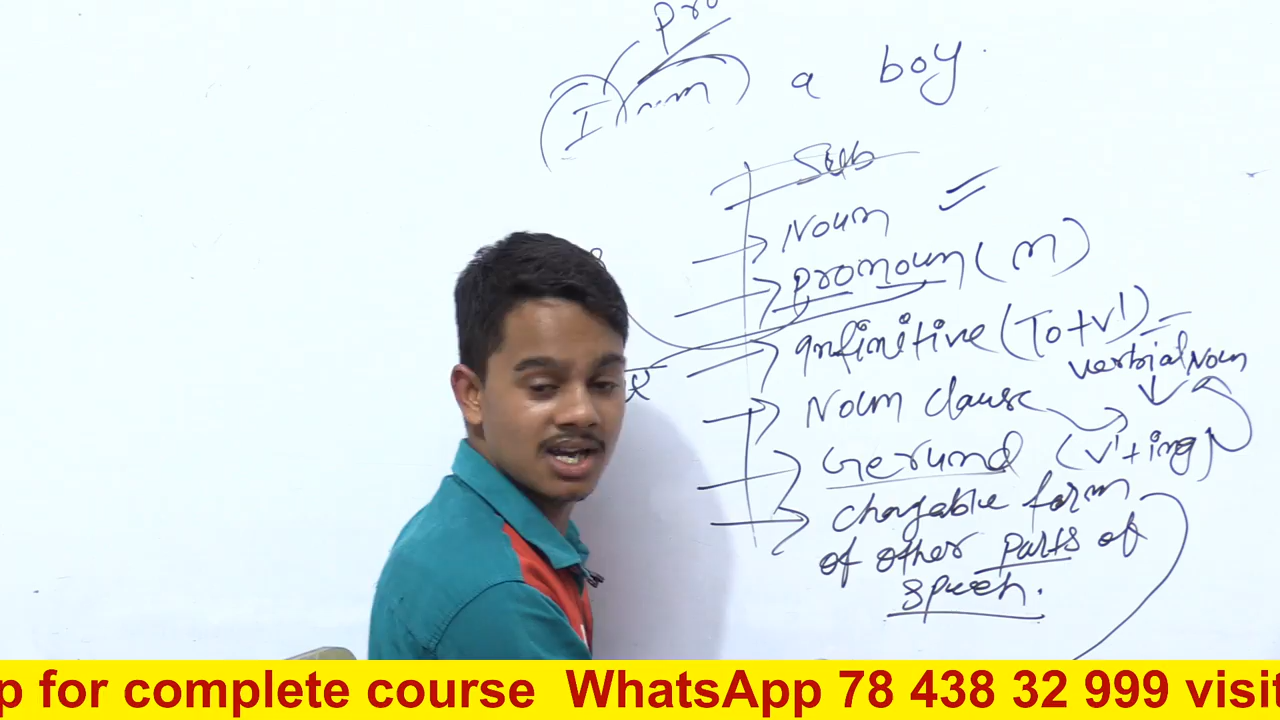 Pro
I am a boy.
Sub
Noun
pronoun (n)
Infinitive (To+V1) =
verbial Noun
Noun clause
Gerund (V1+ing)
chagable form
of other parts of
speech.
p for complete course WhatsApp 78 438 32 999 visit